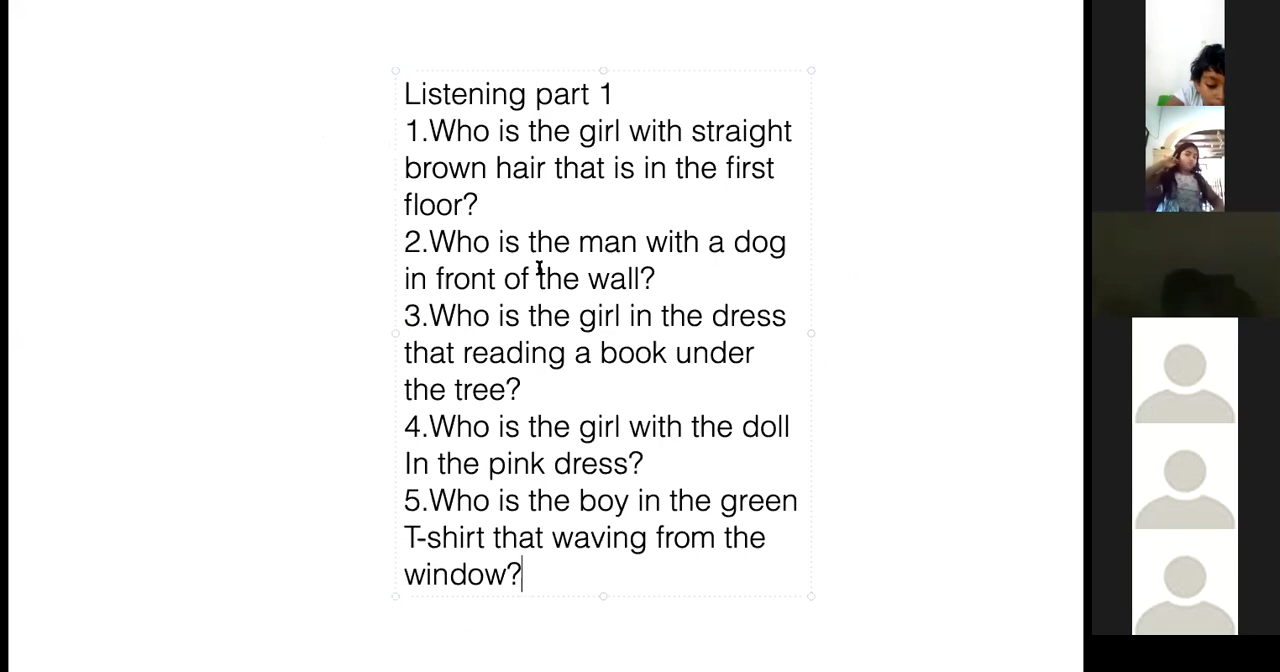 Listening part 1
1.Who is the girl with straight
brown hair that is in the first
floor?
2.Who is the man with a dog
in front of the wall?
3.Who is the girl in the dress
that reading a book under
the tree?
4.Who is the girl with the doll
In the pink dress?
5.Who is the boy in the green
T-shirt that waving from the
window?